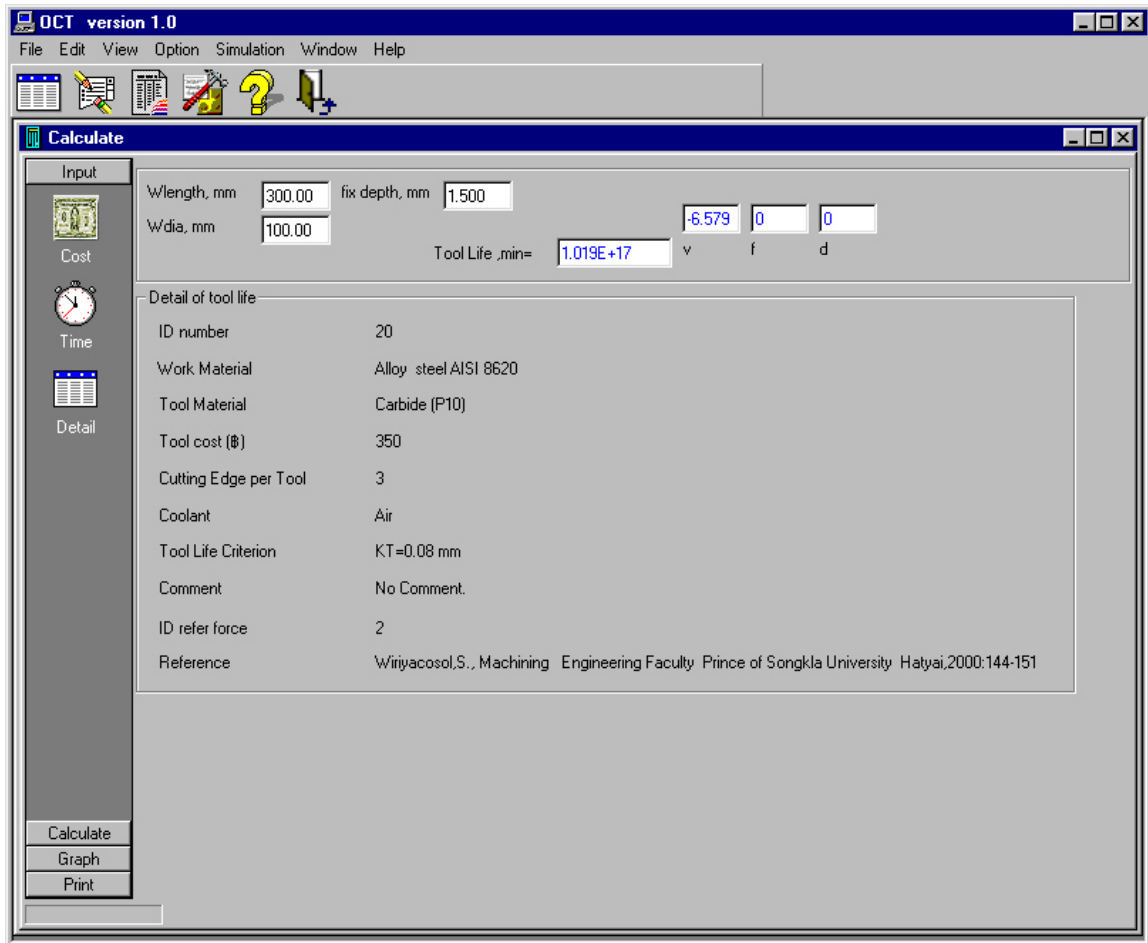 OCT version 1.0
File Edit View Option Simulation Window Help
Calculate
Input
Cost
Time
Detail
Calculate
Graph
Print
Wlength, mm 300.00 fix depth, mm 1.500
Wdia, mm 100.00
-6.579 0 0
Tool Life ,min= 1.019E+17 v f d
Detail of tool life
ID number 20
Work Material Alloy steel AISI 8620
Tool Material Carbide (P10)
Tool cost (฿) 350
Cutting Edge per Tool 3
Coolant Air
Tool Life Criterion KT=0.08 mm
Comment No Comment.
ID refer force 2
Reference Wiriyacosol,S., Machining Engineering Faculty Prince of Songkla University Hatyai,2000:144-151